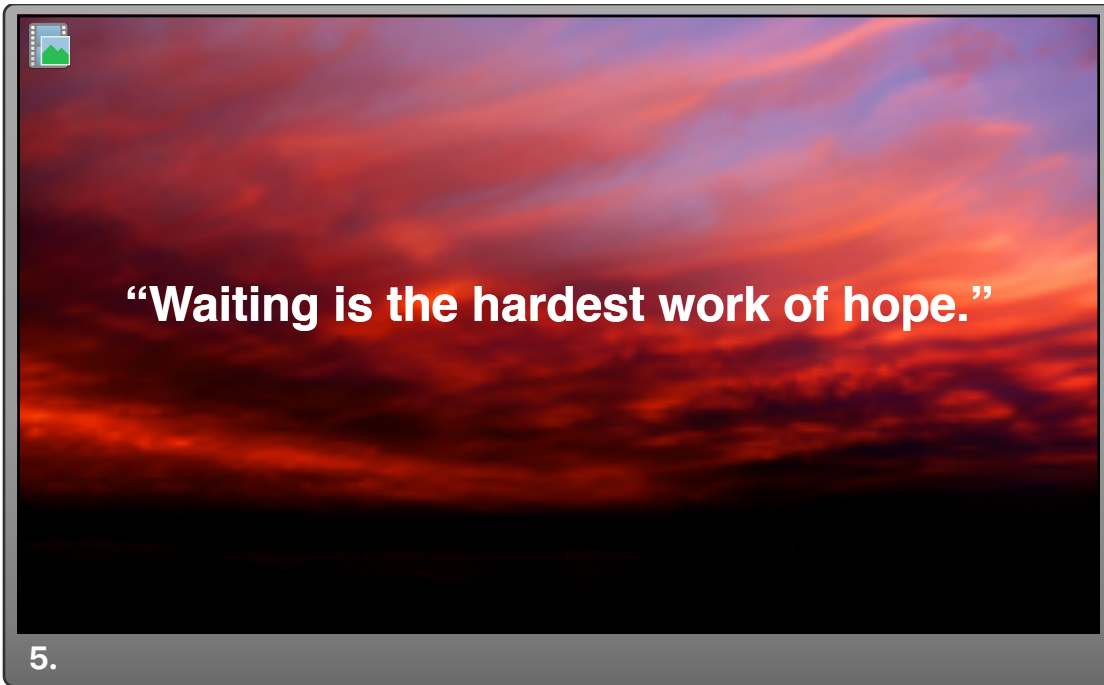 “Waiting is the hardest work of hope.”
5.